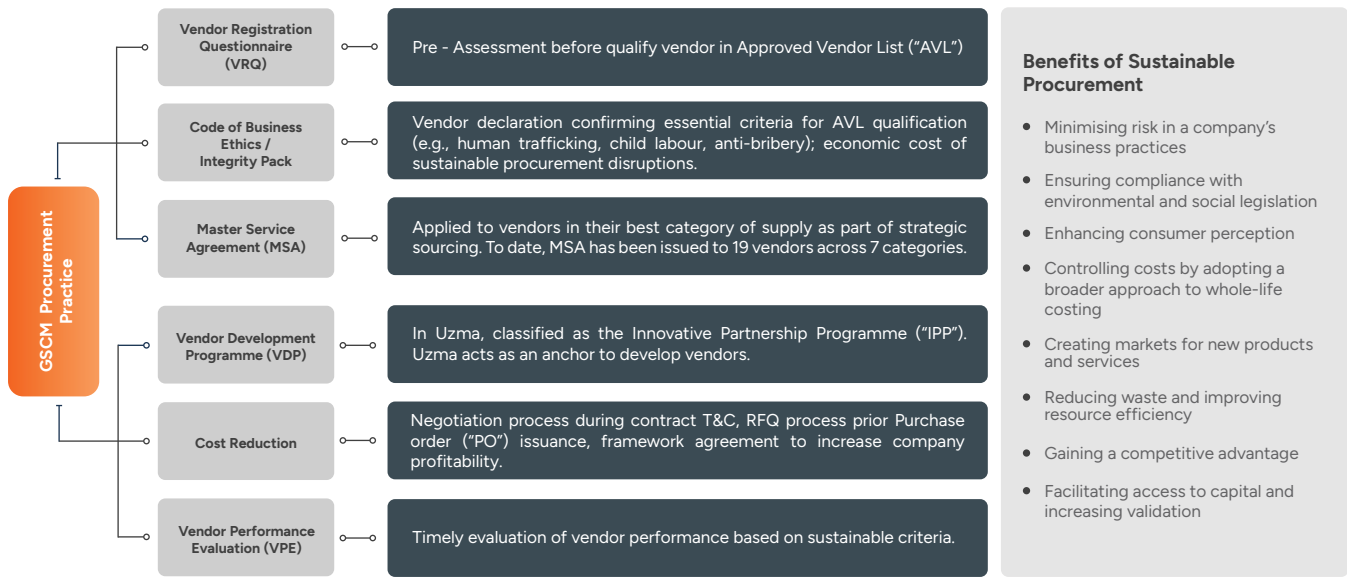 GSCM Procurement
Practice
Vendor Registration
Questionnaire
(VRQ)
Pre - Assessment before qualify vendor in Approved Vendor List (“AVL”)
Code of Business
Ethics /
Integrity Pack
Vendor declaration confirming essential criteria for AVL qualification
(e.g., human trafficking, child labour, anti-bribery); economic cost of
sustainable procurement disruptions.
Master Service
Agreement (MSA)
Applied to vendors in their best category of supply as part of strategic
sourcing. To date, MSA has been issued to 19 vendors across 7 categories.
Vendor Development
Programme (VDP)
In Uzma, classified as the Innovative Partnership Programme (“IPP”).
Uzma acts as an anchor to develop vendors.
Cost Reduction
Negotiation process during contract T&C, RFQ process prior Purchase
order (“PO”) issuance, framework agreement to increase company
profitability.
Vendor Performance
Evaluation (VPE)
Timely evaluation of vendor performance based on sustainable criteria.
Benefits of Sustainable
Procurement
• Minimising risk in a company’s
business practices
• Ensuring compliance with
environmental and social legislation
• Enhancing consumer perception
• Controlling costs by adopting a
broader approach to whole-life
costing
• Creating markets for new products
and services
• Reducing waste and improving
resource efficiency
• Gaining a competitive advantage
• Facilitating access to capital and
increasing validation